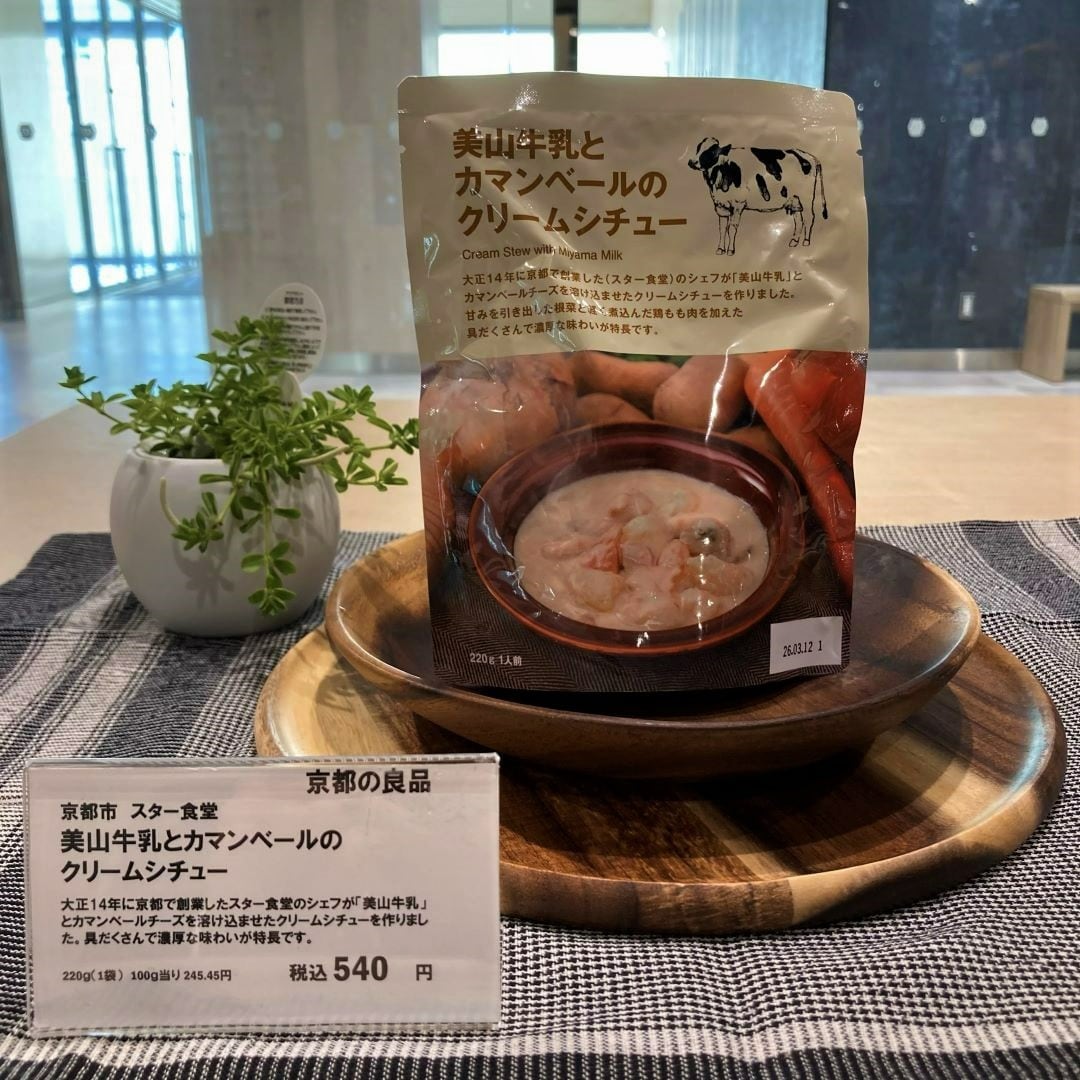 美山牛乳と
カマンベールの
クリームシチュー
Cream Stew with Miyama Milk
大正14年に京都で創業した〈スター食堂〉のシェフが「美山牛乳」と
カマンベールチーズを溶け込ませたクリームシチューを作りました。
甘みを引き出した根菜と煮込んだ鶏もも肉を加えた
具だくさんで濃厚な味わいが特長です。
220g 1人前
26.03.12 1
京都の良品
京都市 スター食堂
美山牛乳とカマンベールの
クリームシチュー
大正14年に京都で創業したスター食堂のシェフが「美山牛乳」
とカマンベールチーズを溶け込ませたクリームシチューを作りまし
た。具だくさんで濃厚な味わいが特長です。
220g(1袋) 100g当り 245.45円 税込 540 円